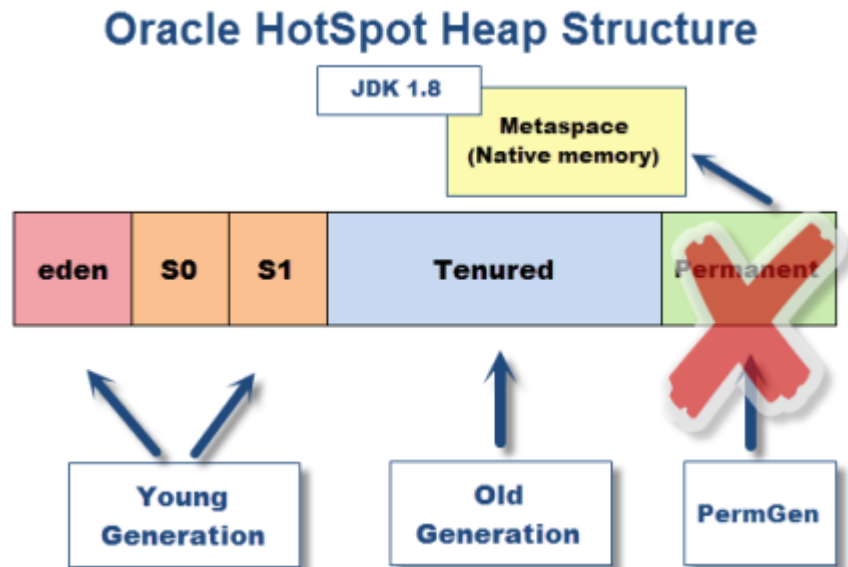 Oracle HotSpot Heap Structure
JDK 1.8
Metaspace
(Native memory)
eden
S0
S1
Tenured
Permanent
Young
Generation
Old
Generation
PermGen